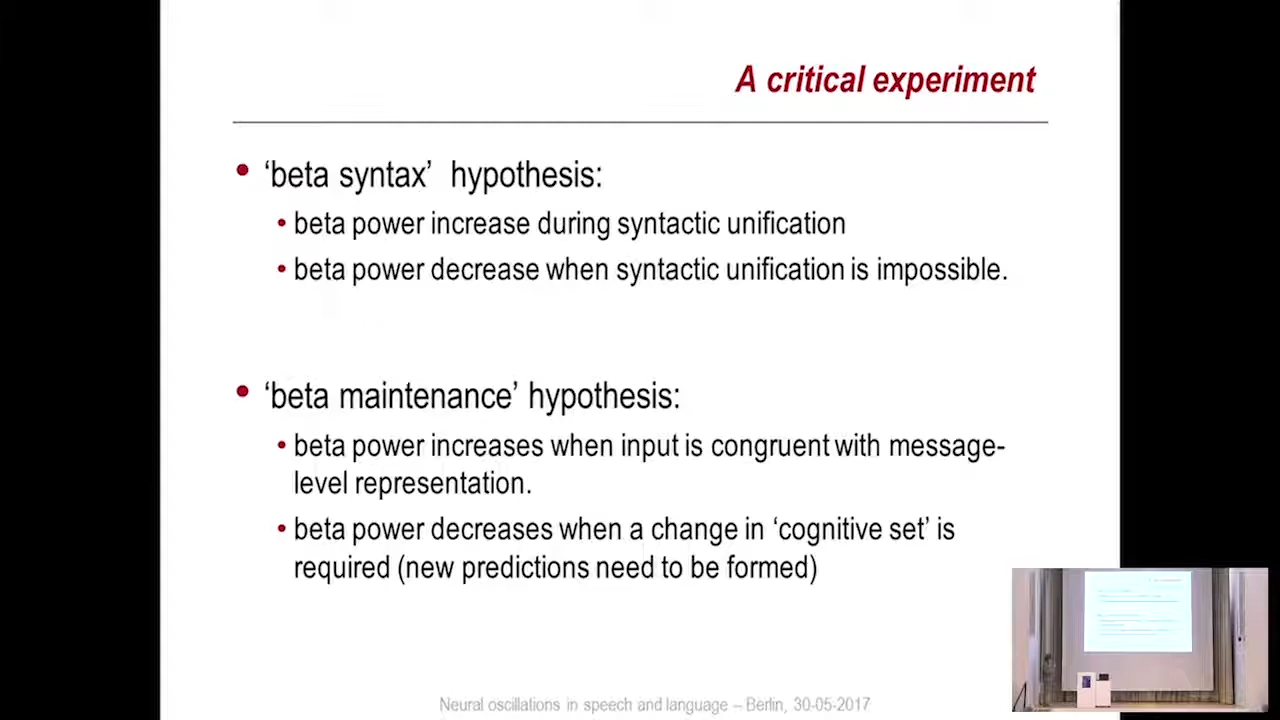 A critical experiment
• ‘beta syntax’ hypothesis:
• beta power increase during syntactic unification
• beta power decrease when syntactic unification is impossible.
• ‘beta maintenance’ hypothesis:
• beta power increases when input is congruent with message-
level representation.
• beta power decreases when a change in ‘cognitive set’ is
required (new predictions need to be formed)
Neural oscillations in speech and language – Berlin, 30-05-2017